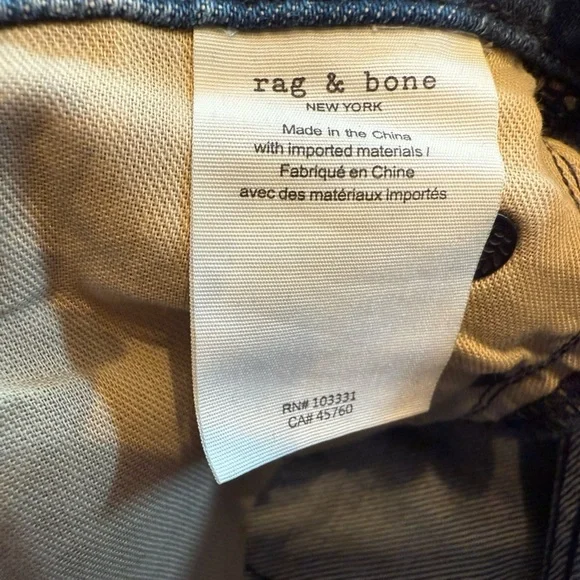 rag & bone
NEW YORK
Made in the China
with imported materials /
Fabriqué en Chine
avec des matériaux importés
RN# 103331
CA# 45760